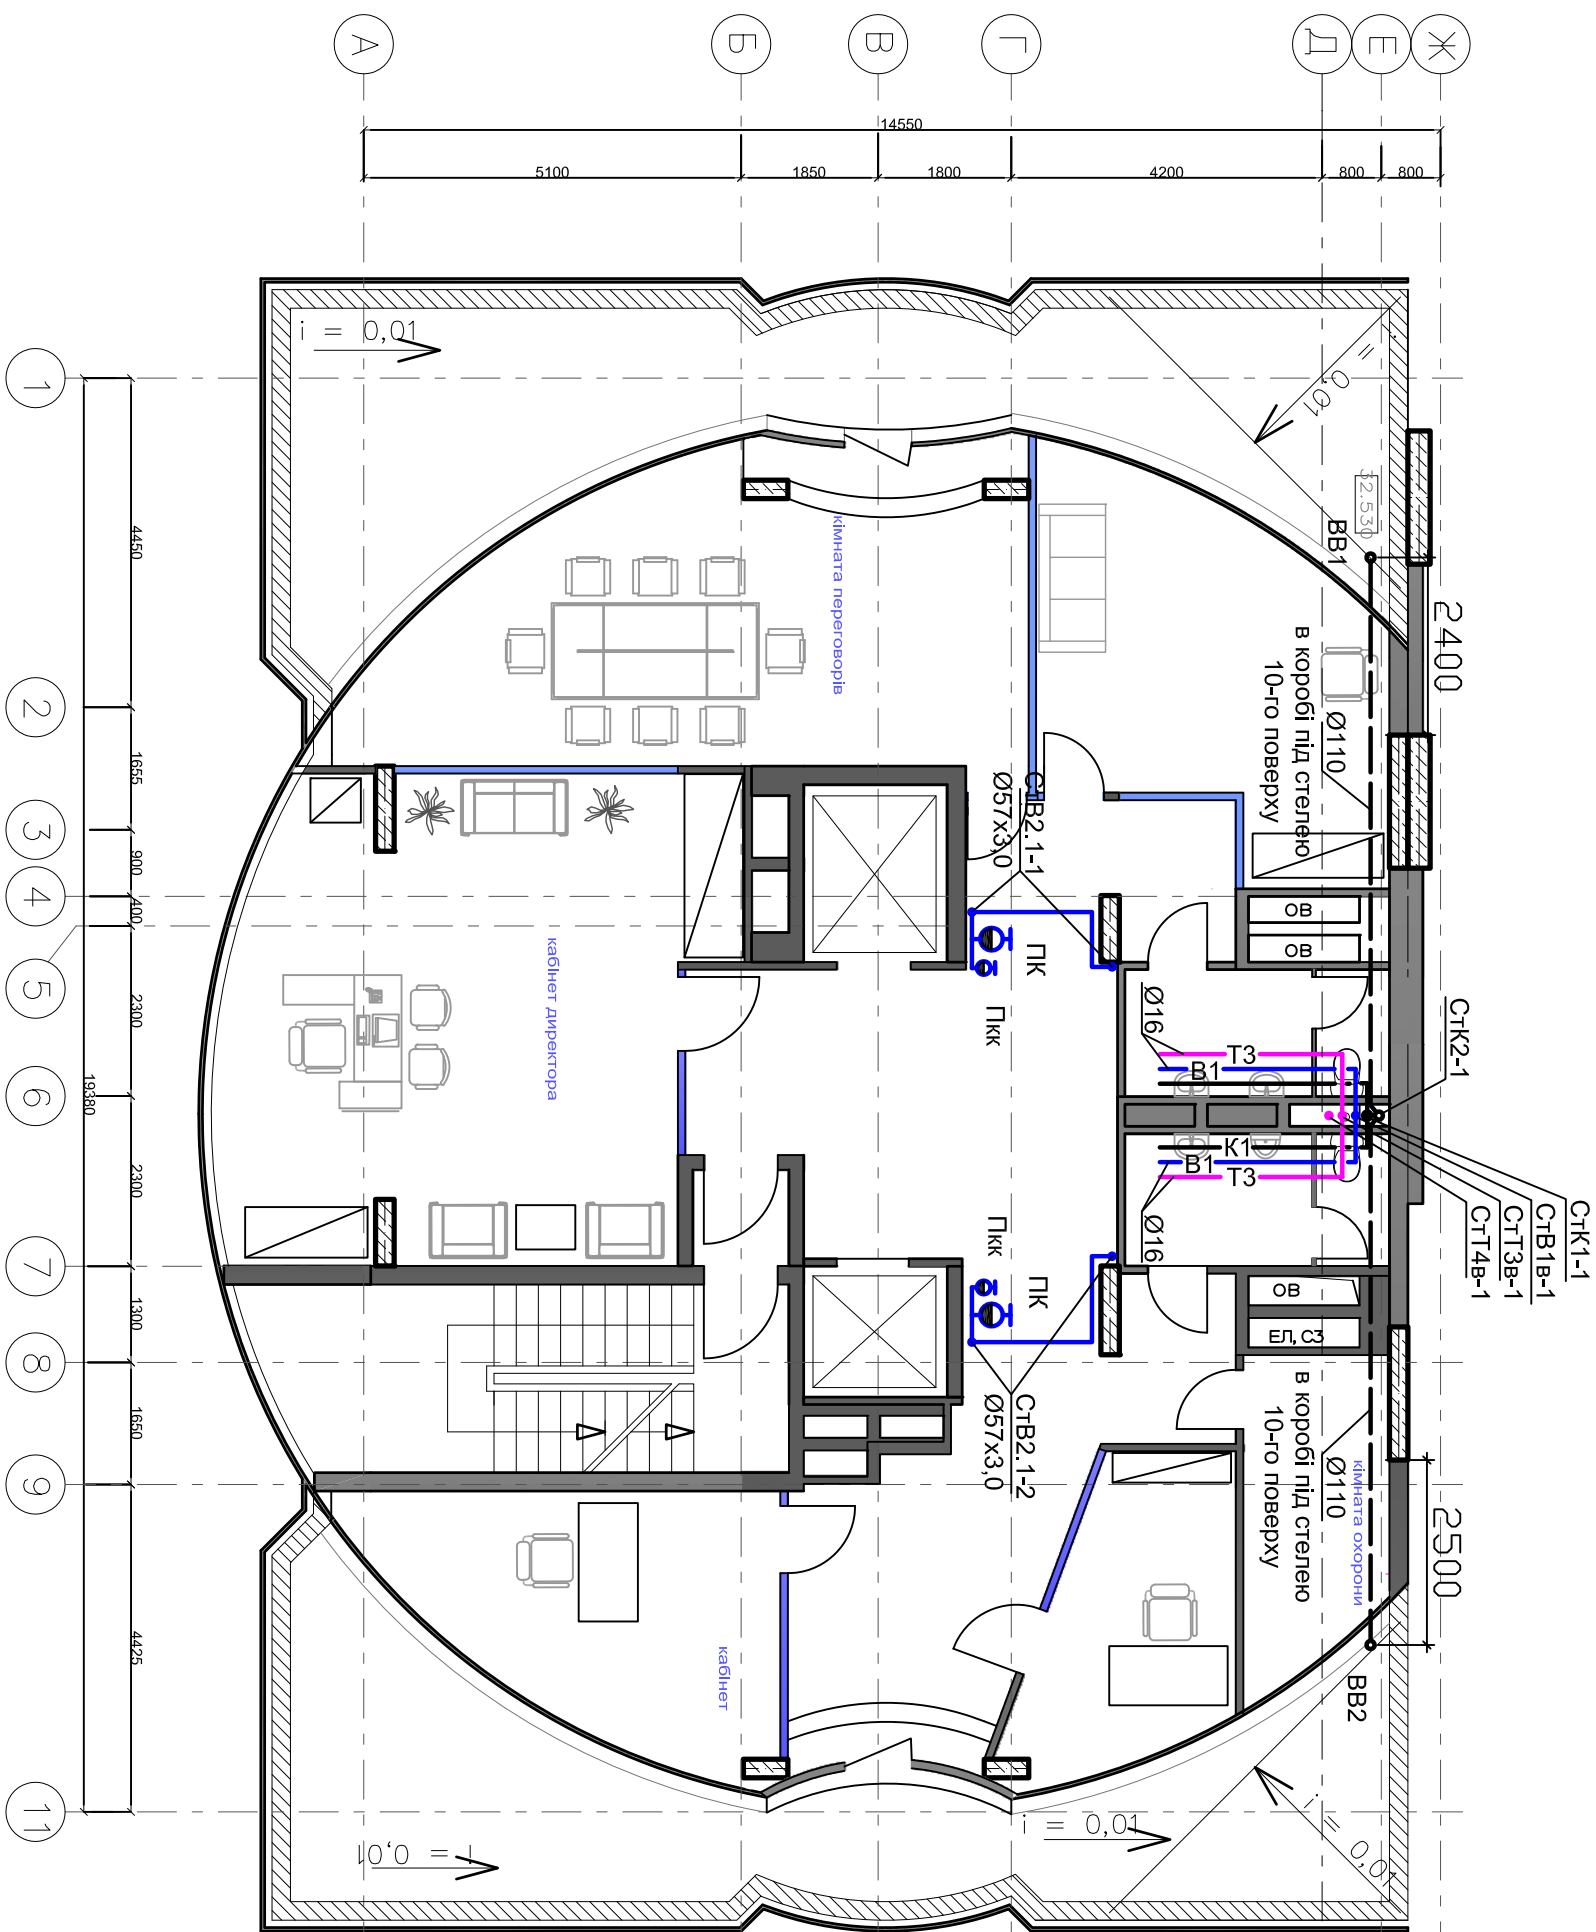 А
Б
В
Г
Д
Е
Ж
14550
5100
1850
1800
4200
800
800
i = 0,01
i = 0,01
32.530
ВВ1
2400
кімната переговорів
Ø110
в коробі під стелею
10-го поверху
Ø57х3,0
ОВ
ОВ
ПК
Пкк
Ø16
Т3
В1
СтК2-1
кабінет директора
К1
В1
Т3
Ø16
СтК1-1
СтВ1в-1
СтТ3в-1
СтТ4в-1
Пкк
ПК
ОВ
ЕЛ, СЗ
СтВ2.1-2
Ø57х3,0
Ø110
в коробі під стелею
10-го поверху
кімната охорони
2500
ВВ2
кабінет
i = 0,01
i = 0,01
i = 0,01
1
2
3
4
5
6
7
8
9
11
4450
1655
900
400
2300
2300
1300
1650
4425
19380